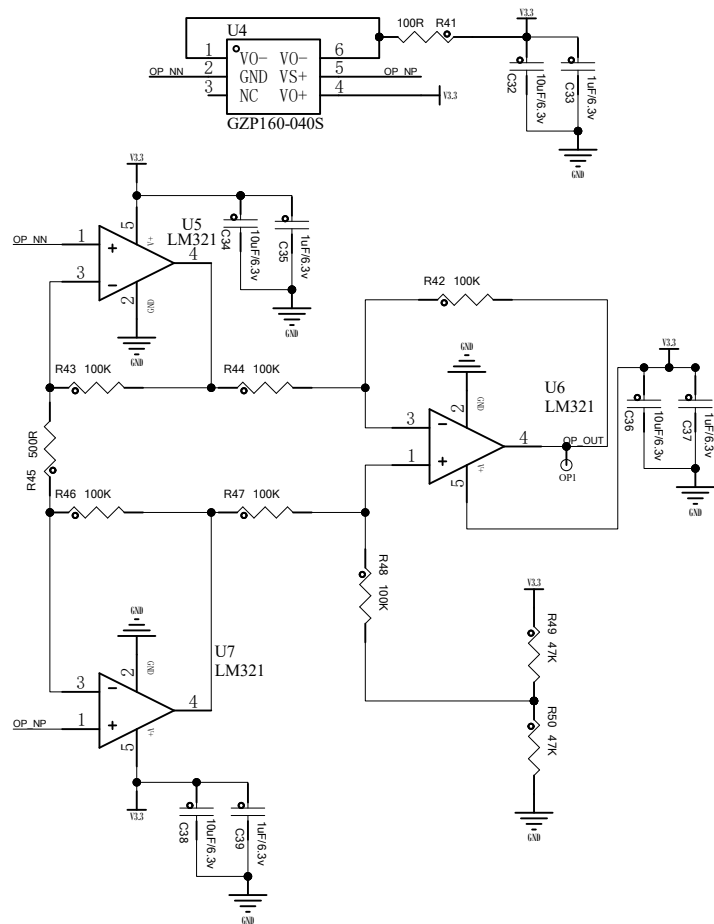 U4
100R R41
1 VO- VO- 6
OP_NN 2 GND VS+ 5 OP_NP
3 NC VO+ 4 V3.3
GZP160-040S
V3.3
C32 10uF/6.3v
C33 1uF/6.3v
GND
V3.3
U5
LM321
OP_NN 1
3
5
V+
4
2
GND
GND
C34 10uF/6.3v
C35 1uF/6.3v
GND
R42 100K
R43 100K
R44 100K
R45 500R
R46 100K
R47 100K
GND
U6
LM321
3
1
2
GND
4
V+
5
OP_OUT
OP1
V3.3
C36 10uF/6.3v
C37 1uF/6.3v
GND
R48 100K
V3.3
R49 47K
R50 47K
GND
GND
U7
LM321
3
OP_NP 1
2
GND
4
V+
5
V3.3
C38 10uF/6.3v
C39 1uF/6.3v
GND